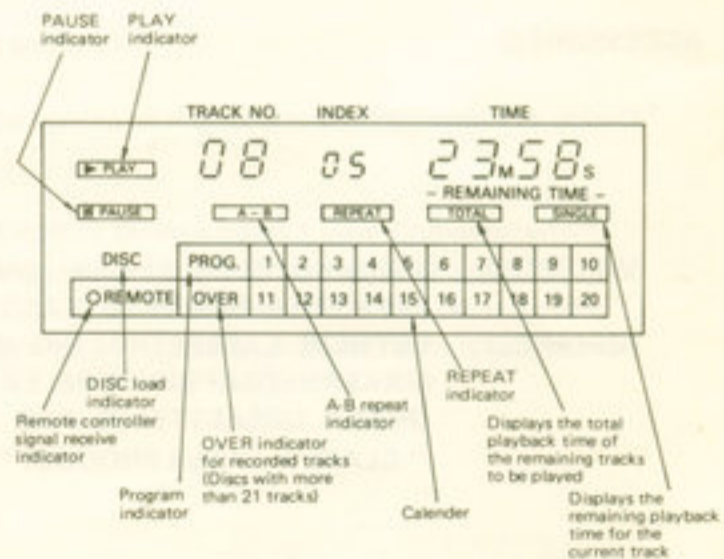 PAUSE
indicator
PLAY
indicator
TRACK NO. INDEX TIME
▶ PLAY
08 05 23M58S
– REMAINING TIME –
PAUSE A – B REPEAT TOTAL SINGLE
DISC PROG. 1 2 3 4 5 6 7 8 9 10
REMOTE OVER 11 12 13 14 15 16 17 18 19 20
DISC load
indicator
Remote controller
signal receive
indicator
Program
indicator
OVER indicator
for recorded tracks
(Discs with more
than 21 tracks)
A-B repeat
indicator
Calender
REPEAT
indicator
Displays the total
playback time of
the remaining tracks
to be played
Displays the
remaining playback
time for the
current track